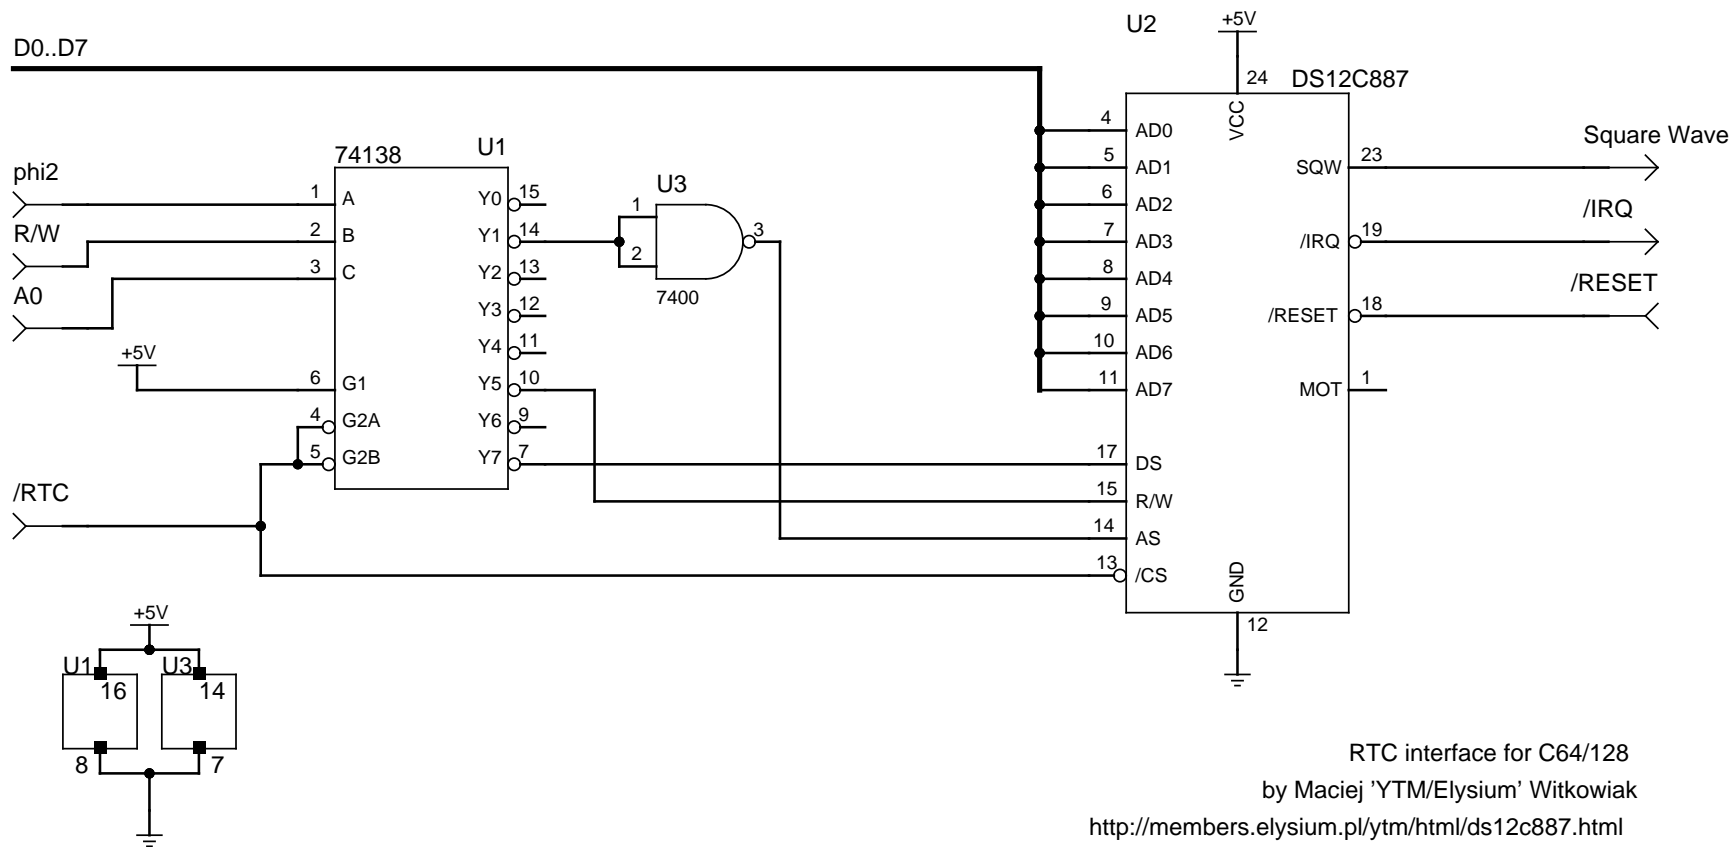 D0..D7
U2
+5V
24
DS12C887
VCC
4 AD0
5 AD1
6 AD2
7 AD3
8 AD4
9 AD5
10 AD6
11 AD7
17 DS
15 R/W
14 AS
13 /CS
SQW 23
/IRQ 19
/RESET 18
MOT 1
GND
12
Square Wave
/IRQ
/RESET
phi2
R/W
A0
+5V
/RTC
74138
U1
1 A
2 B
3 C
6 G1
4 G2A
5 G2B
Y0 15
Y1 14
Y2 13
Y3 12
Y4 11
Y5 10
Y6 9
Y7 7
U3
1
2
3
7400
+5V
U1
16
8
U3
14
7
RTC interface for C64/128
by Maciej 'YTM/Elysium' Witkowiak
http://members.elysium.pl/ytm/html/ds12c887.html